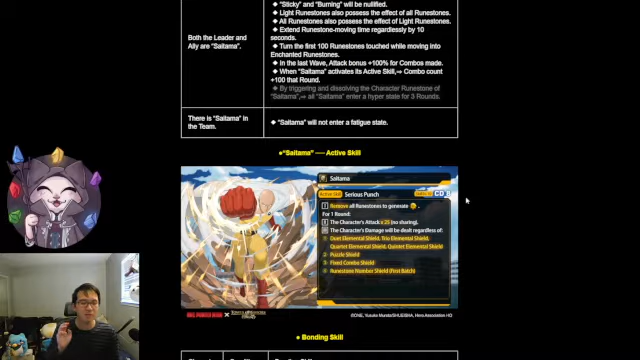 ◆ "Sticky" and "Burning" will be nullified.
◆ Light Runestones also possess the effect of all Runestones.
◆ All Runestones also possess the effect of Light Runestones.
◆ Extend Runestone-moving time regardlessly by 10
seconds.
◆ Turn the first 100 Runestones touched while moving into
Enchanted Runestones.
◆ In the last Wave, Attack bonus +100% for Combos made.
◆ When "Saitama" activates its Active Skill,⇒ Combo count
+100 that Round.
◆ By triggering and dissolving the Character Runestone of
"Saitama",⇒ all "Saitama" enter a hyper state for 3 Rounds.
Both the Leader and
Ally are "Saitama".
There is "Saitama" in
the Team.
◆ "Saitama" will not enter a fatigue state.
●"Saitama" ── Active Skill
Saitama
Active Skill Serious Punch CD 8
Remove all Runestones to generate
For 1 Round:
The Character's Attack x 25 (no sharing).
The Character's Damage will be dealt regardless of:
① Duet Elemental Shield, Trio Elemental Shield,
Quartet Elemental Shield, Quintet Elemental Shield
② Puzzle Shield
③ Fixed Combo Shield
④ Runestone Number Shield (First Batch)
ONE PUNCH MAN ×
©ONE, Yusuke Murata/SHUEISHA, Hero Association HQ
● Bonding Skill